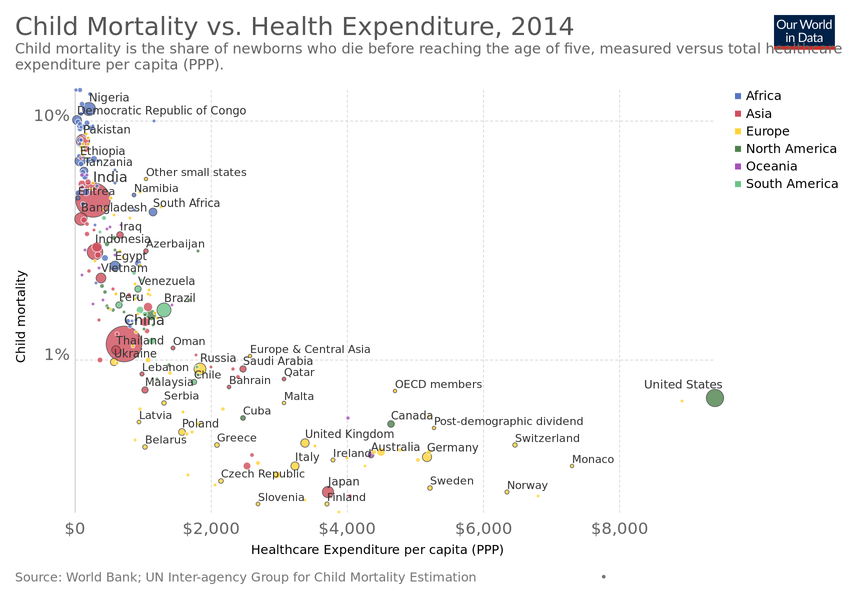 Child Mortality vs. Health Expenditure, 2014
Our World
in Data
Child mortality is the share of newborns who die before reaching the age of five, measured versus total healthcare
expenditure per capita (PPP).
Nigeria
Africa
Democratic Republic of Congo
10%
Asia
Pakistan
Europe
North America
Ethiopia
Tanzania
Oceania
Other small states
India
South America
Eritrea
Namibia
Bangladesh
South Africa
Iraq
Indonesia
Azerbaijan
Egypt
Vietnam
Venezuela
Peru
Brazil
Child mortality
China
Thailand
Oman
1%
Ukraine
Europe & Central Asia
Russia
Saudi Arabia
Lebanon
Chile
Qatar
Malaysia
Bahrain
OECD members
United States
Serbia
Malta
Latvia
Cuba
Canada
Poland
Post-demographic dividend
Belarus
Greece
United Kingdom
Switzerland
Ireland
Australia
Germany
Italy
Monaco
Czech Republic
Japan
Sweden
Norway
Slovenia
Finland
$0
$2,000
$4,000
$6,000
$8,000
Healthcare Expenditure per capita (PPP)
Source: World Bank; UN Inter-agency Group for Child Mortality Estimation